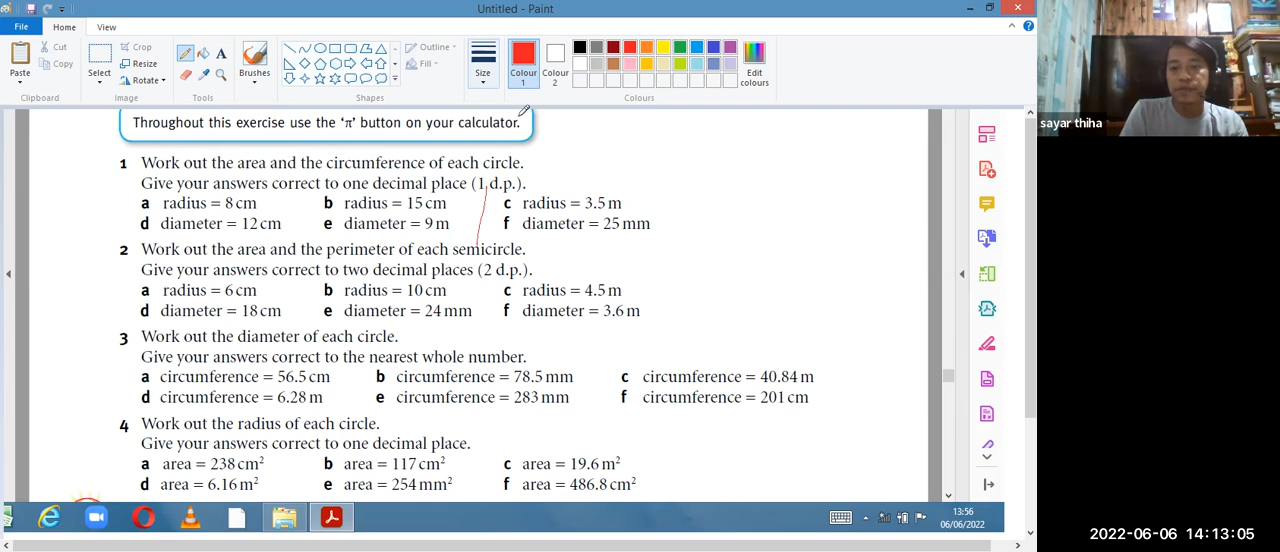 Untitled - Paint
File Home View
Paste
Cut
Copy
Clipboard
Select
Crop
Resize
Rotate
Image
Tools
Brushes
Shapes
Outline
Fill
Size
Colour 1
Colour 2
Edit colours
Colours
sayar thiha
Throughout this exercise use the ‘π’ button on your calculator.
1 Work out the area and the circumference of each circle.
Give your answers correct to one decimal place (1 d.p.).
a radius = 8 cm b radius = 15 cm c radius = 3.5 m
d diameter = 12 cm e diameter = 9 m f diameter = 25 mm
2 Work out the area and the perimeter of each semicircle.
Give your answers correct to two decimal places (2 d.p.).
a radius = 6 cm b radius = 10 cm c radius = 4.5 m
d diameter = 18 cm e diameter = 24 mm f diameter = 3.6 m
3 Work out the diameter of each circle.
Give your answers correct to the nearest whole number.
a circumference = 56.5 cm b circumference = 78.5 mm c circumference = 40.84 m
d circumference = 6.28 m e circumference = 283 mm f circumference = 201 cm
4 Work out the radius of each circle.
Give your answers correct to one decimal place.
a area = 238 cm² b area = 117 cm² c area = 19.6 m²
d area = 6.16 m² e area = 254 mm² f area = 486.8 cm²
13:56
06/06/2022
2022-06-06 14:13:05